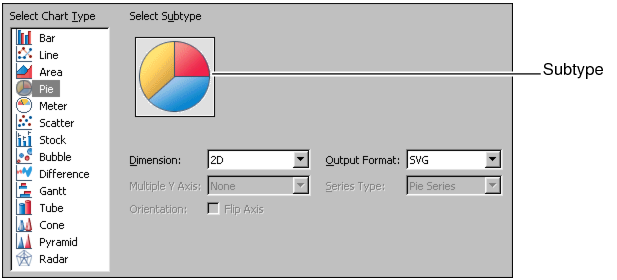 Select Chart Type
Select Subtype
Bar
Line
Area
Pie
Meter
Scatter
Stock
Bubble
Difference
Gantt
Tube
Cone
Pyramid
Radar
Subtype
Dimension: 2D Output Format: SVG
Multiple Y Axis: None Series Type: Pie Series
Orientation: Flip Axis